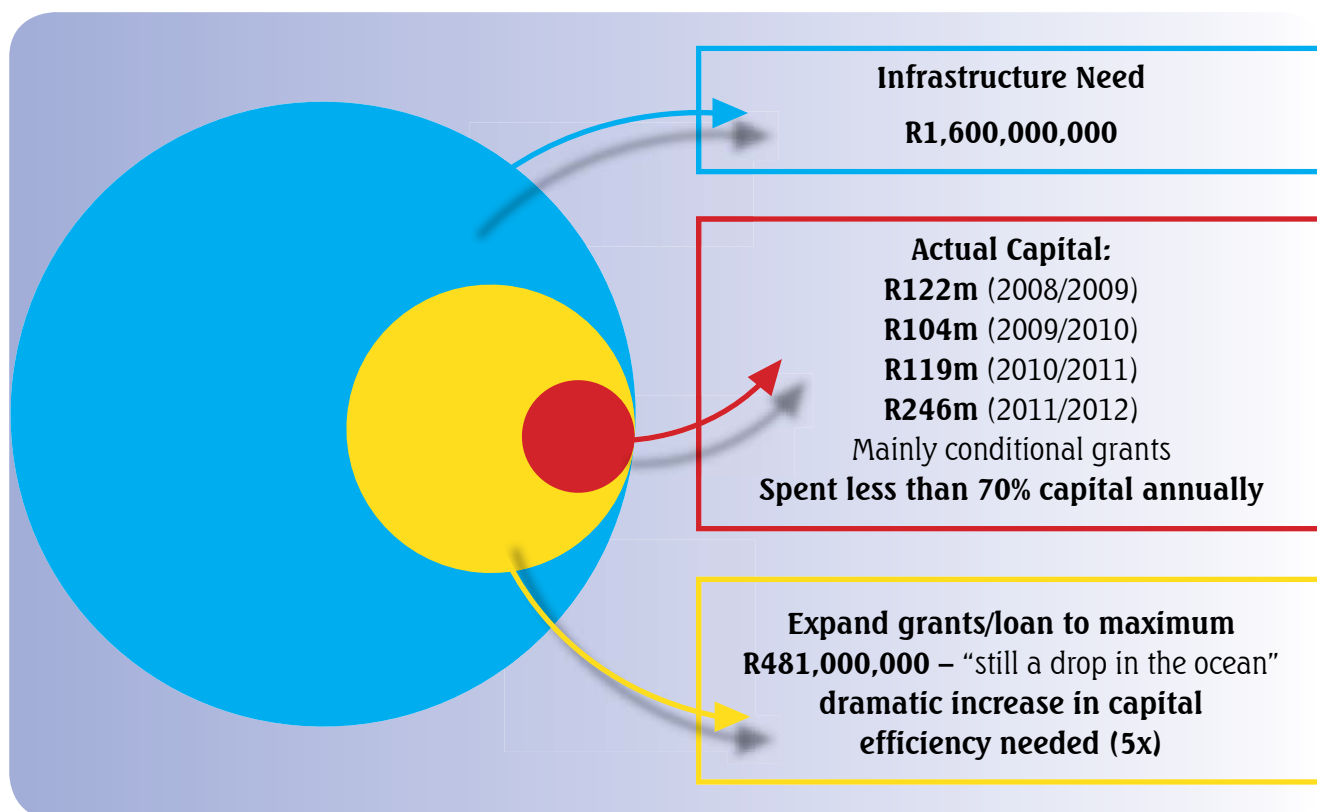 Infrastructure Need
R1,600,000,000
Actual Capital:
R122m (2008/2009)
R104m (2009/2010)
R119m (2010/2011)
R246m (2011/2012)
Mainly conditional grants
Spent less than 70% capital annually
Expand grants/loan to maximum
R481,000,000 – “still a drop in the ocean”
dramatic increase in capital
efficiency needed (5x)